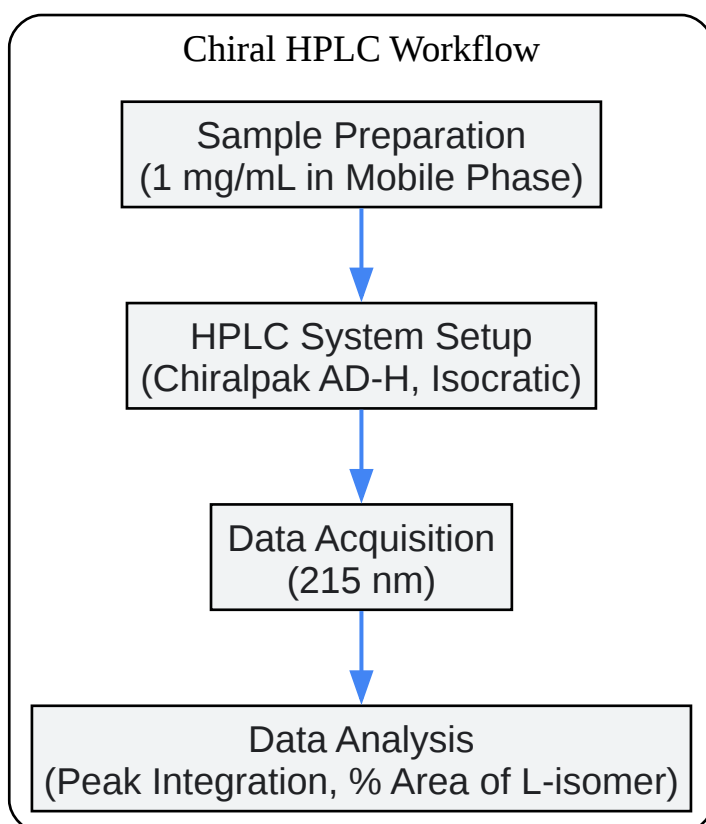 Chiral HPLC Workflow
Sample Preparation
(1 mg/mL in Mobile Phase)
HPLC System Setup
(Chiralpak AD-H, Isocratic)
Data Acquisition
(215 nm)
Data Analysis
(Peak Integration, % Area of L-isomer)